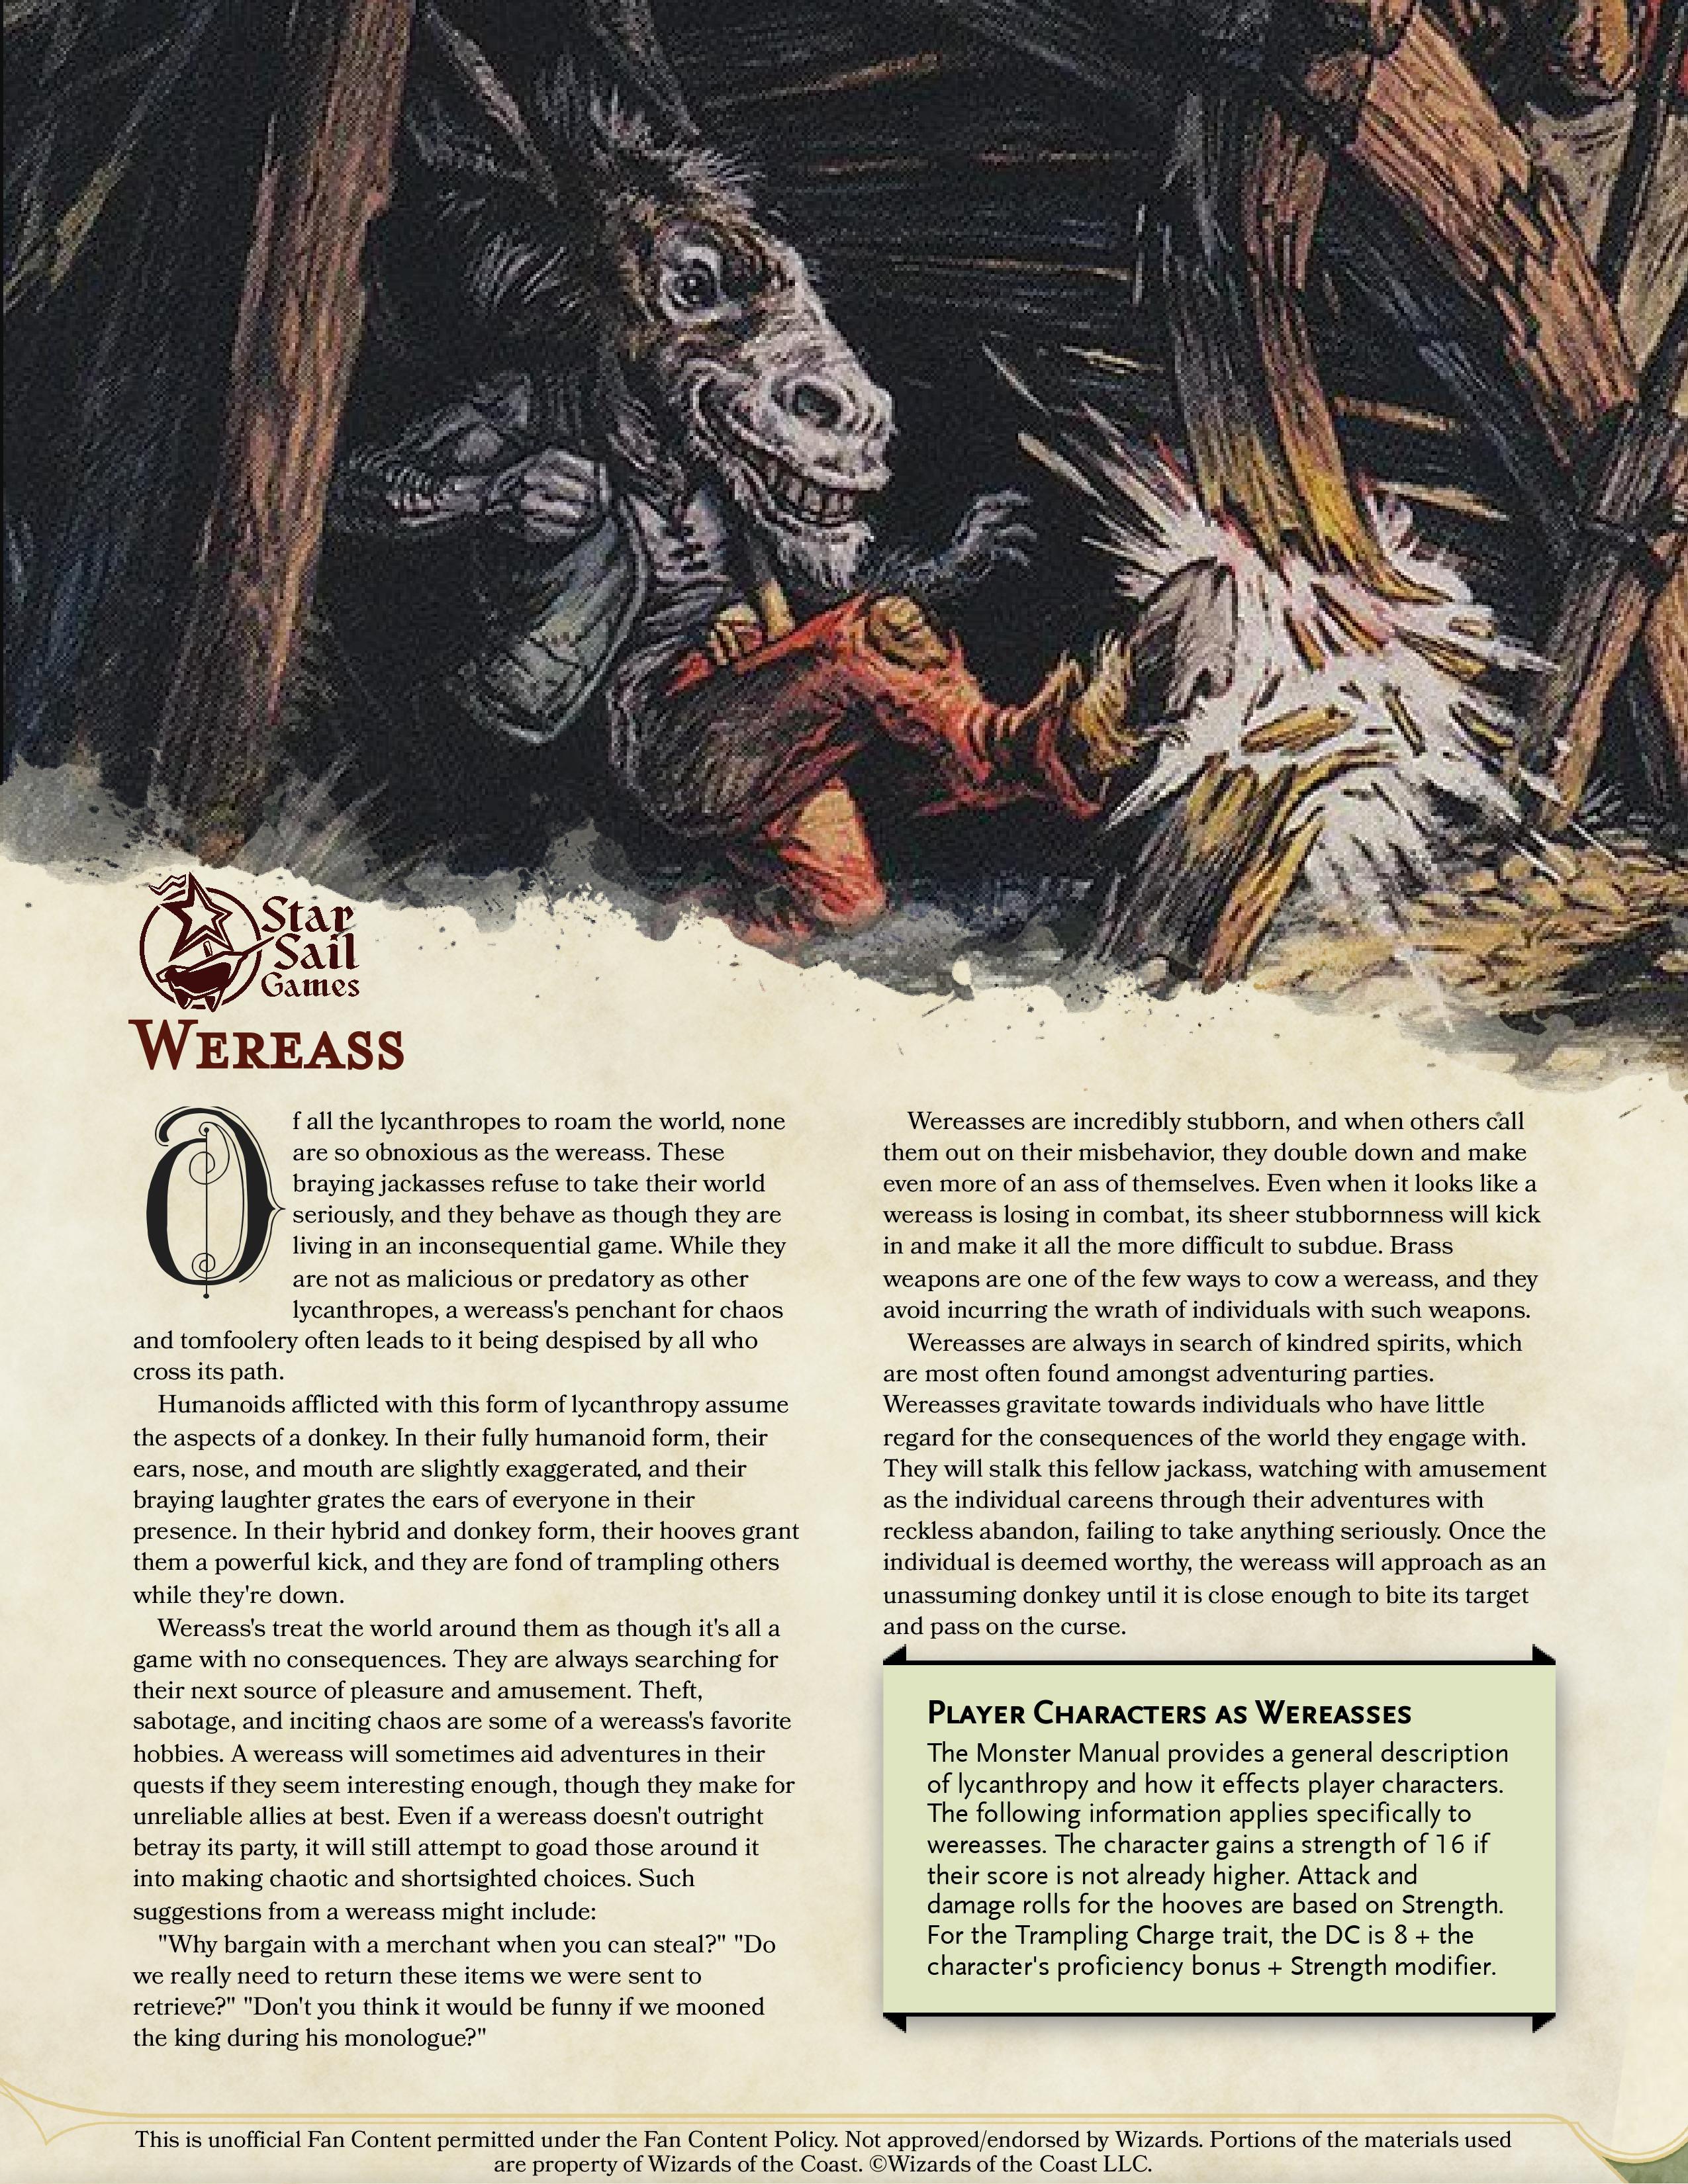 Star
Sail
Games
Wereass
Of all the lycanthropes to roam the world, none
are so obnoxious as the wereass. These
braying jackasses refuse to take their world
seriously, and they behave as though they are
living in an inconsequential game. While they
are not as malicious or predatory as other
lycanthropes, a wereass's penchant for chaos
and tomfoolery often leads to it being despised by all who
cross its path.
Humanoids afflicted with this form of lycanthropy assume
the aspects of a donkey. In their fully humanoid form, their
ears, nose, and mouth are slightly exaggerated, and their
braying laughter grates the ears of everyone in their
presence. In their hybrid and donkey form, their hooves grant
them a powerful kick, and they are fond of trampling others
while they're down.
Wereass's treat the world around them as though it's all a
game with no consequences. They are always searching for
their next source of pleasure and amusement. Theft,
sabotage, and inciting chaos are some of a wereass's favorite
hobbies. A wereass will sometimes aid adventures in their
quests if they seem interesting enough, though they make for
unreliable allies at best. Even if a wereass doesn't outright
betray its party, it will still attempt to goad those around it
into making chaotic and shortsighted choices. Such
suggestions from a wereass might include:
"Why bargain with a merchant when you can steal?" "Do
we really need to return these items we were sent to
retrieve?" "Don't you think it would be funny if we mooned
the king during his monologue?"
Wereasses are incredibly stubborn, and when others call
them out on their misbehavior, they double down and make
even more of an ass of themselves. Even when it looks like a
wereass is losing in combat, its sheer stubbornness will kick
in and make it all the more difficult to subdue. Brass
weapons are one of the few ways to cow a wereass, and they
avoid incurring the wrath of individuals with such weapons.
Wereasses are always in search of kindred spirits, which
are most often found amongst adventuring parties.
Wereasses gravitate towards individuals who have little
regard for the consequences of the world they engage with.
They will stalk this fellow jackass, watching with amusement
as the individual careens through their adventures with
reckless abandon, failing to take anything seriously. Once the
individual is deemed worthy, the wereass will approach as an
unassuming donkey until it is close enough to bite its target
and pass on the curse.
Player Characters as Wereasses
The Monster Manual provides a general description
of lycanthropy and how it effects player characters.
The following information applies specifically to
wereasses. The character gains a strength of 16 if
their score is not already higher. Attack and
damage rolls for the hooves are based on Strength.
For the Trampling Charge trait, the DC is 8 + the
character's proficiency bonus + Strength modifier.
This is unofficial Fan Content permitted under the Fan Content Policy. Not approved/endorsed by Wizards. Portions of the materials used
are property of Wizards of the Coast. ©Wizards of the Coast LLC.